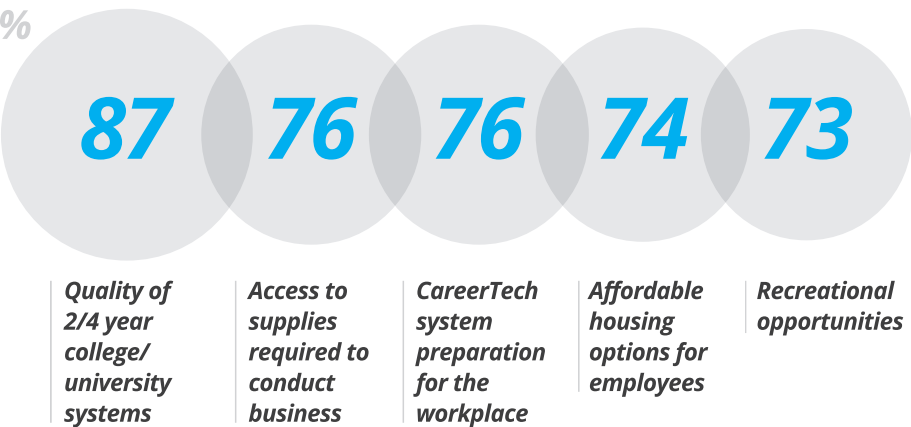 %
87 76 76 74 73
Quality of
2/4 year
college/
university
systems
Access to
supplies
required to
conduct
business
CareerTech
system
preparation
for the
workplace
Affordable
housing
options for
employees
Recreational
opportunities